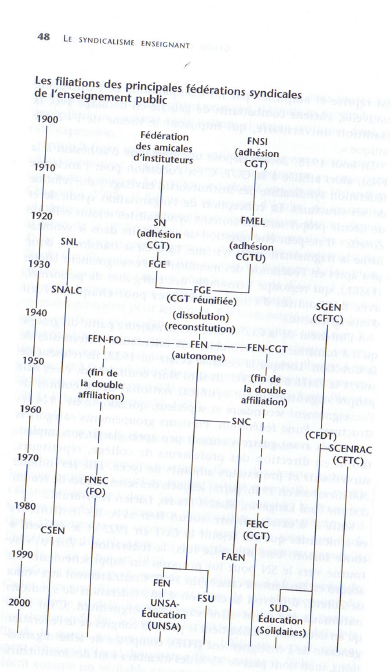 48 LE SYNDICALISME ENSEIGNANT
Les filiations des principales fédérations syndicales
de l'enseignement public
1900
Fédération
des amicales
d'instituteurs
FNSI
(adhésion
CGT)
1910
1920
SN
(adhésion
CGT)
FMEL
(adhésion
CGTU)
SNL
1930
FGE
SNALC
FGE
(CGT réunifiée)
SGEN
(CFTC)
1940
(dissolution)
(reconstitution)
FEN-FO
FEN
(autonome)
FEN-CGT
1950
(fin de
la double
affiliation)
(fin de
la double
affiliation)
1960
SNC
(CFDT)
SCENRAC
(CFTC)
1970
FNEC
(FO)
1980
CSEN
FERC
(CGT)
1990
FAEN
FEN
UNSA-
Éducation
(UNSA)
FSU
2000
SUD-
Éducation
(Solidaires)